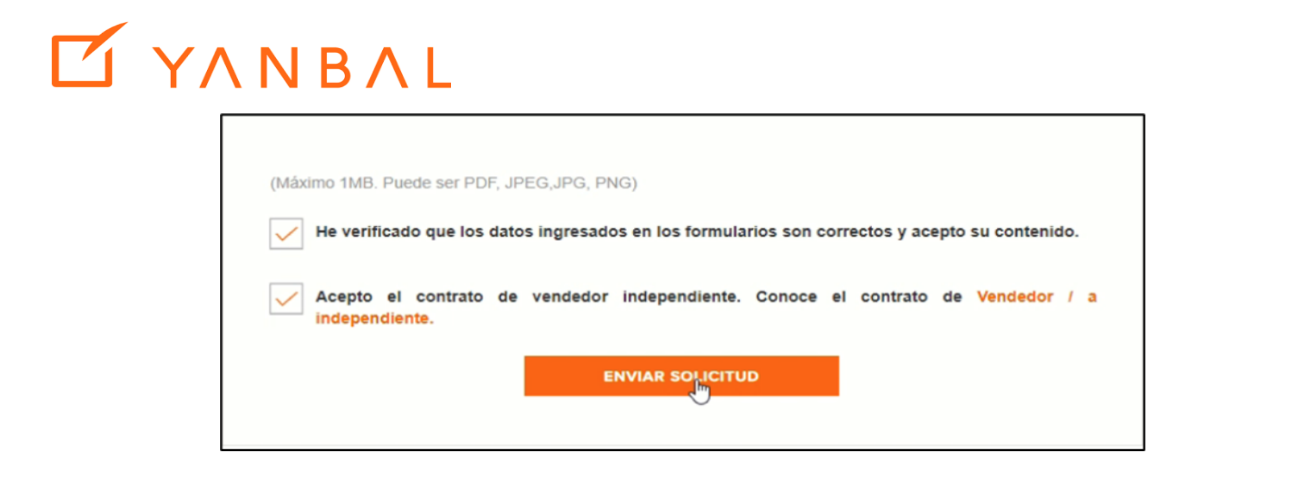 YANBAL
(Máximo 1MB. Puede ser PDF, JPEG,JPG, PNG)
He verificado que los datos ingresados en los formularios son correctos y acepto su contenido.
Acepto el contrato de vendedor independiente. Conoce el contrato de Vendedor / a
independiente.
ENVIAR SOLICITUD